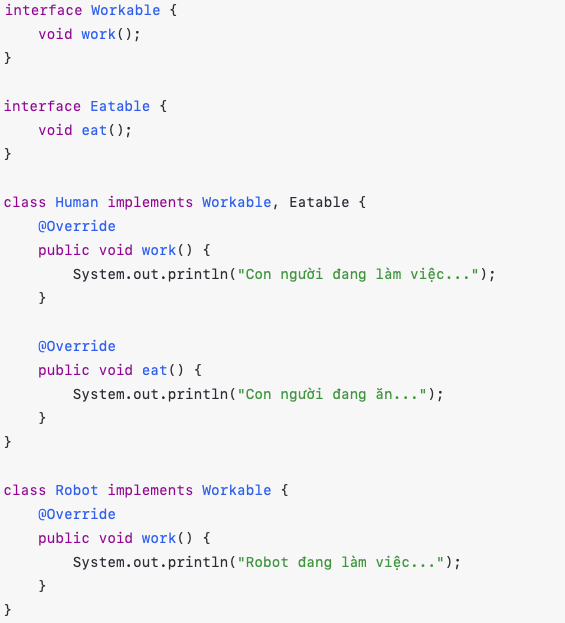 interface Workable {
    void work();
}
interface Eatable {
    void eat();
}
class Human implements Workable, Eatable {
    @Override
    public void work() {
        System.out.println("Con người đang làm việc...");
    }
    @Override
    public void eat() {
        System.out.println("Con người đang ăn...");
    }
}
class Robot implements Workable {
    @Override
    public void work() {
        System.out.println("Robot đang làm việc...");
    }
}